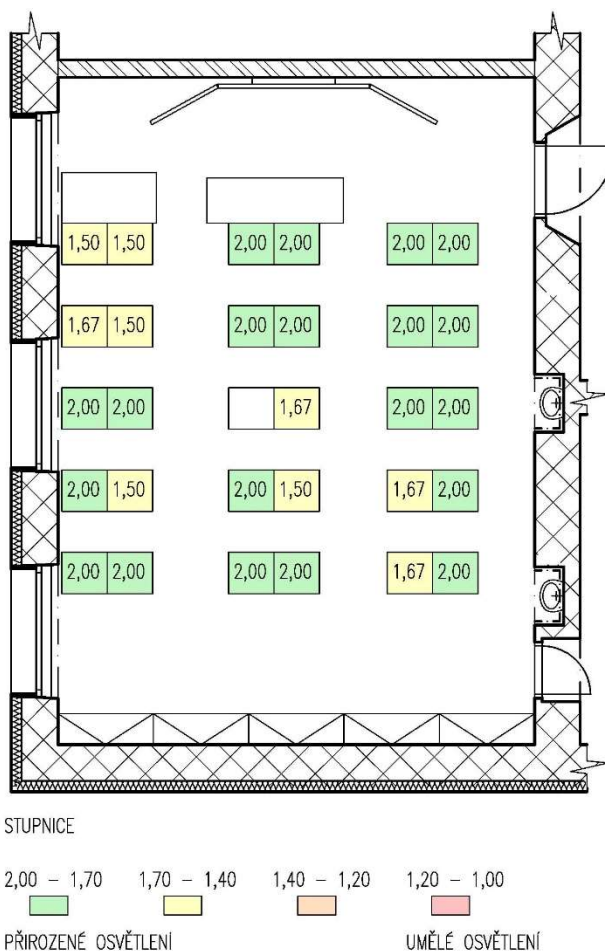 1,50 1,50 2,00 2,00 2,00 2,00
1,67 1,50 2,00 2,00 2,00 2,00
2,00 2,00 1,67 2,00 2,00
2,00 1,50 2,00 1,50 1,67 2,00
2,00 2,00 2,00 2,00 1,67 2,00
STUPNICE
2,00 – 1,70 1,70 – 1,40 1,40 – 1,20 1,20 – 1,00
PŘIROZENÉ OSVĚTLENÍ UMĚLÉ OSVĚTLENÍ